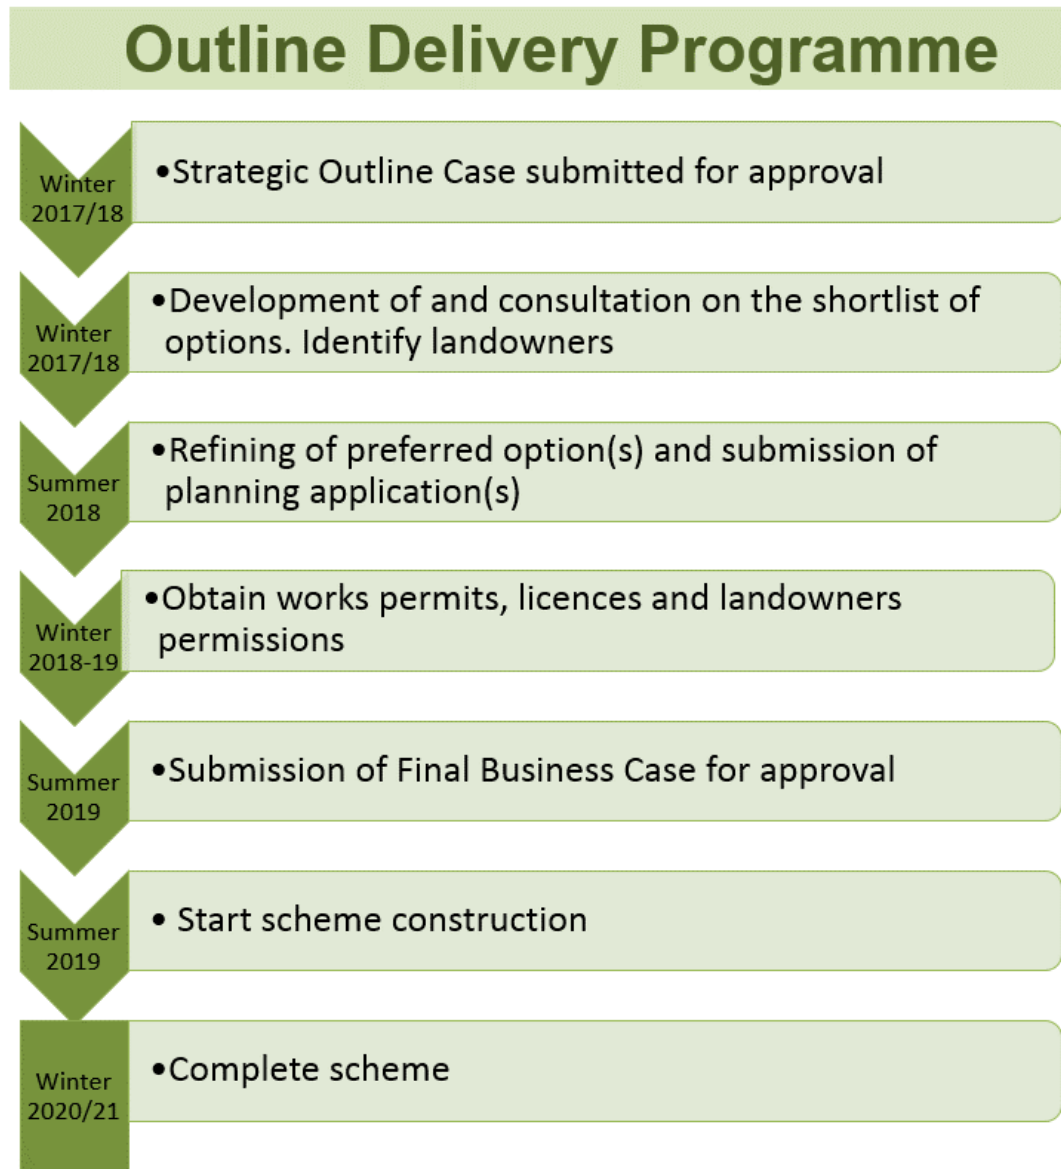 Outline Delivery Programme
Winter
2017/18
•Strategic Outline Case submitted for approval
Winter
2017/18
•Development of and consultation on the shortlist of
options. Identify landowners
Summer
2018
•Refining of preferred option(s) and submission of
planning application(s)
Winter
2018-19
•Obtain works permits, licences and landowners
permissions
Summer
2019
•Submission of Final Business Case for approval
Summer
2019
• Start scheme construction
Winter
2020/21
•Complete scheme